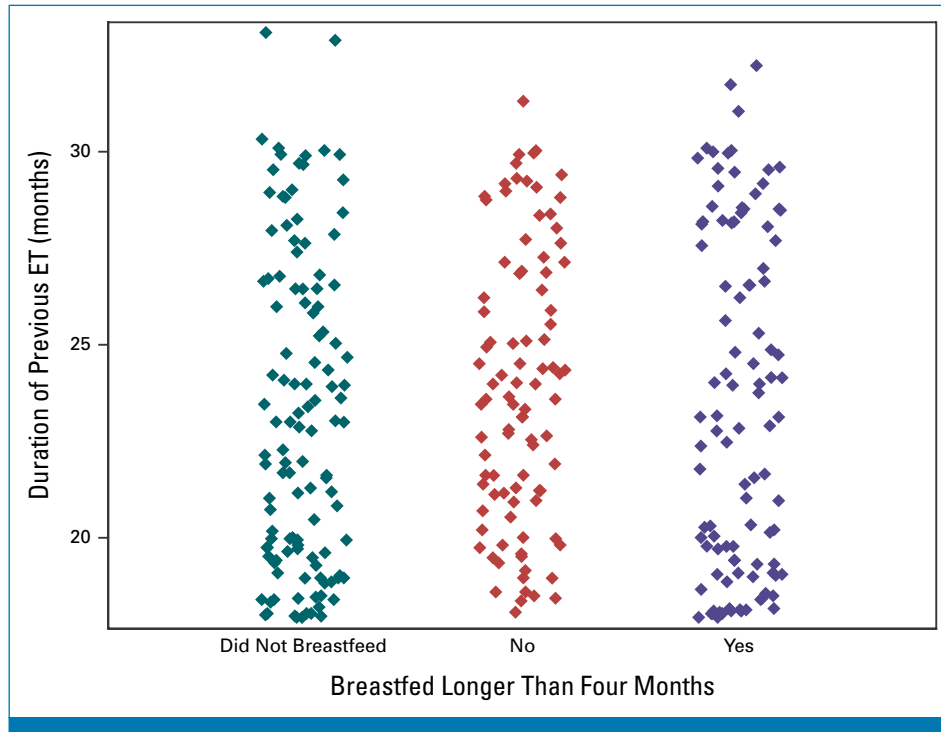 Duration of Previous ET (months)
30
25
20
Did Not Breastfeed
No
Yes
Breastfed Longer Than Four Months